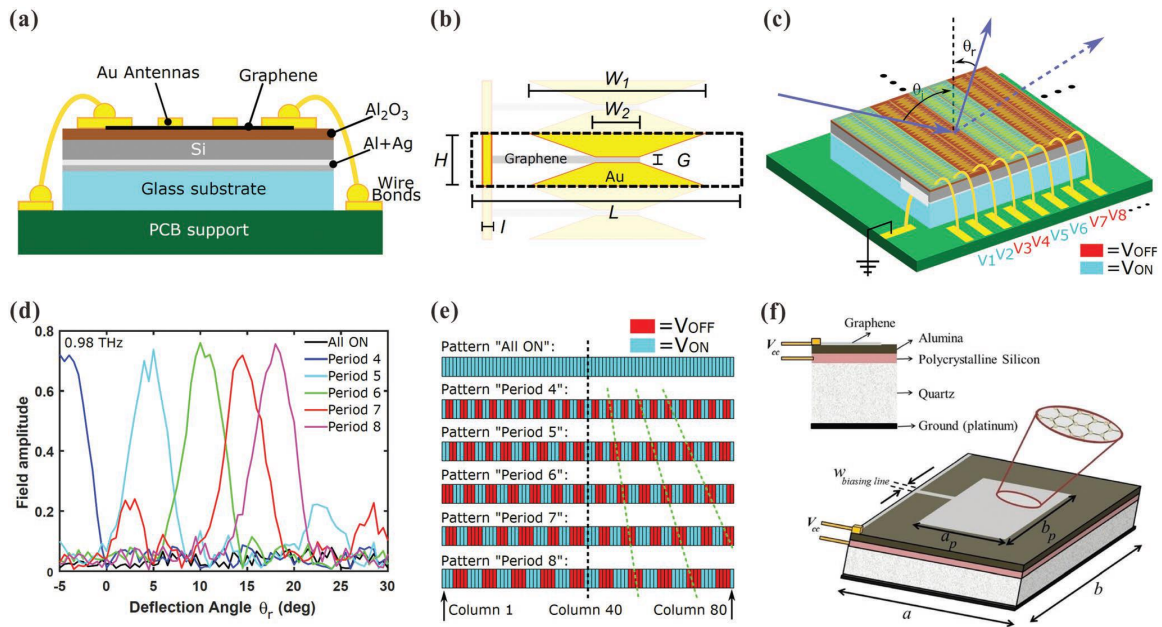 (a)
Au Antennas
Graphene
Al2O3
Al+Ag
Si
Glass substrate
Wire
Bonds
PCB support
(b)
W1
W2
H
Graphene
G
Au
L
I
(c)
θr
θi
V1 V2 V3 V4 V5 V6 V7 V8
=VOFF
=VON
(d)
0.98 THz
All ON
Period 4
Period 5
Period 6
Period 7
Period 8
Field amplitude
0.8
0.6
0.4
0.2
0
-5 0 5 10 15 20 25 30
Deflection Angle θr (deg)
(e)
=VOFF
=VON
Pattern "All ON":
Pattern "Period 4":
Pattern "Period 5":
Pattern "Period 6":
Pattern "Period 7":
Pattern "Period 8":
Column 1 Column 40 Column 80
(f)
Graphene
Vcc
Alumina
Polycrystalline Silicon
Quartz
Ground (platinum)
wbiasing line
Vcc
ap
bp
a
b